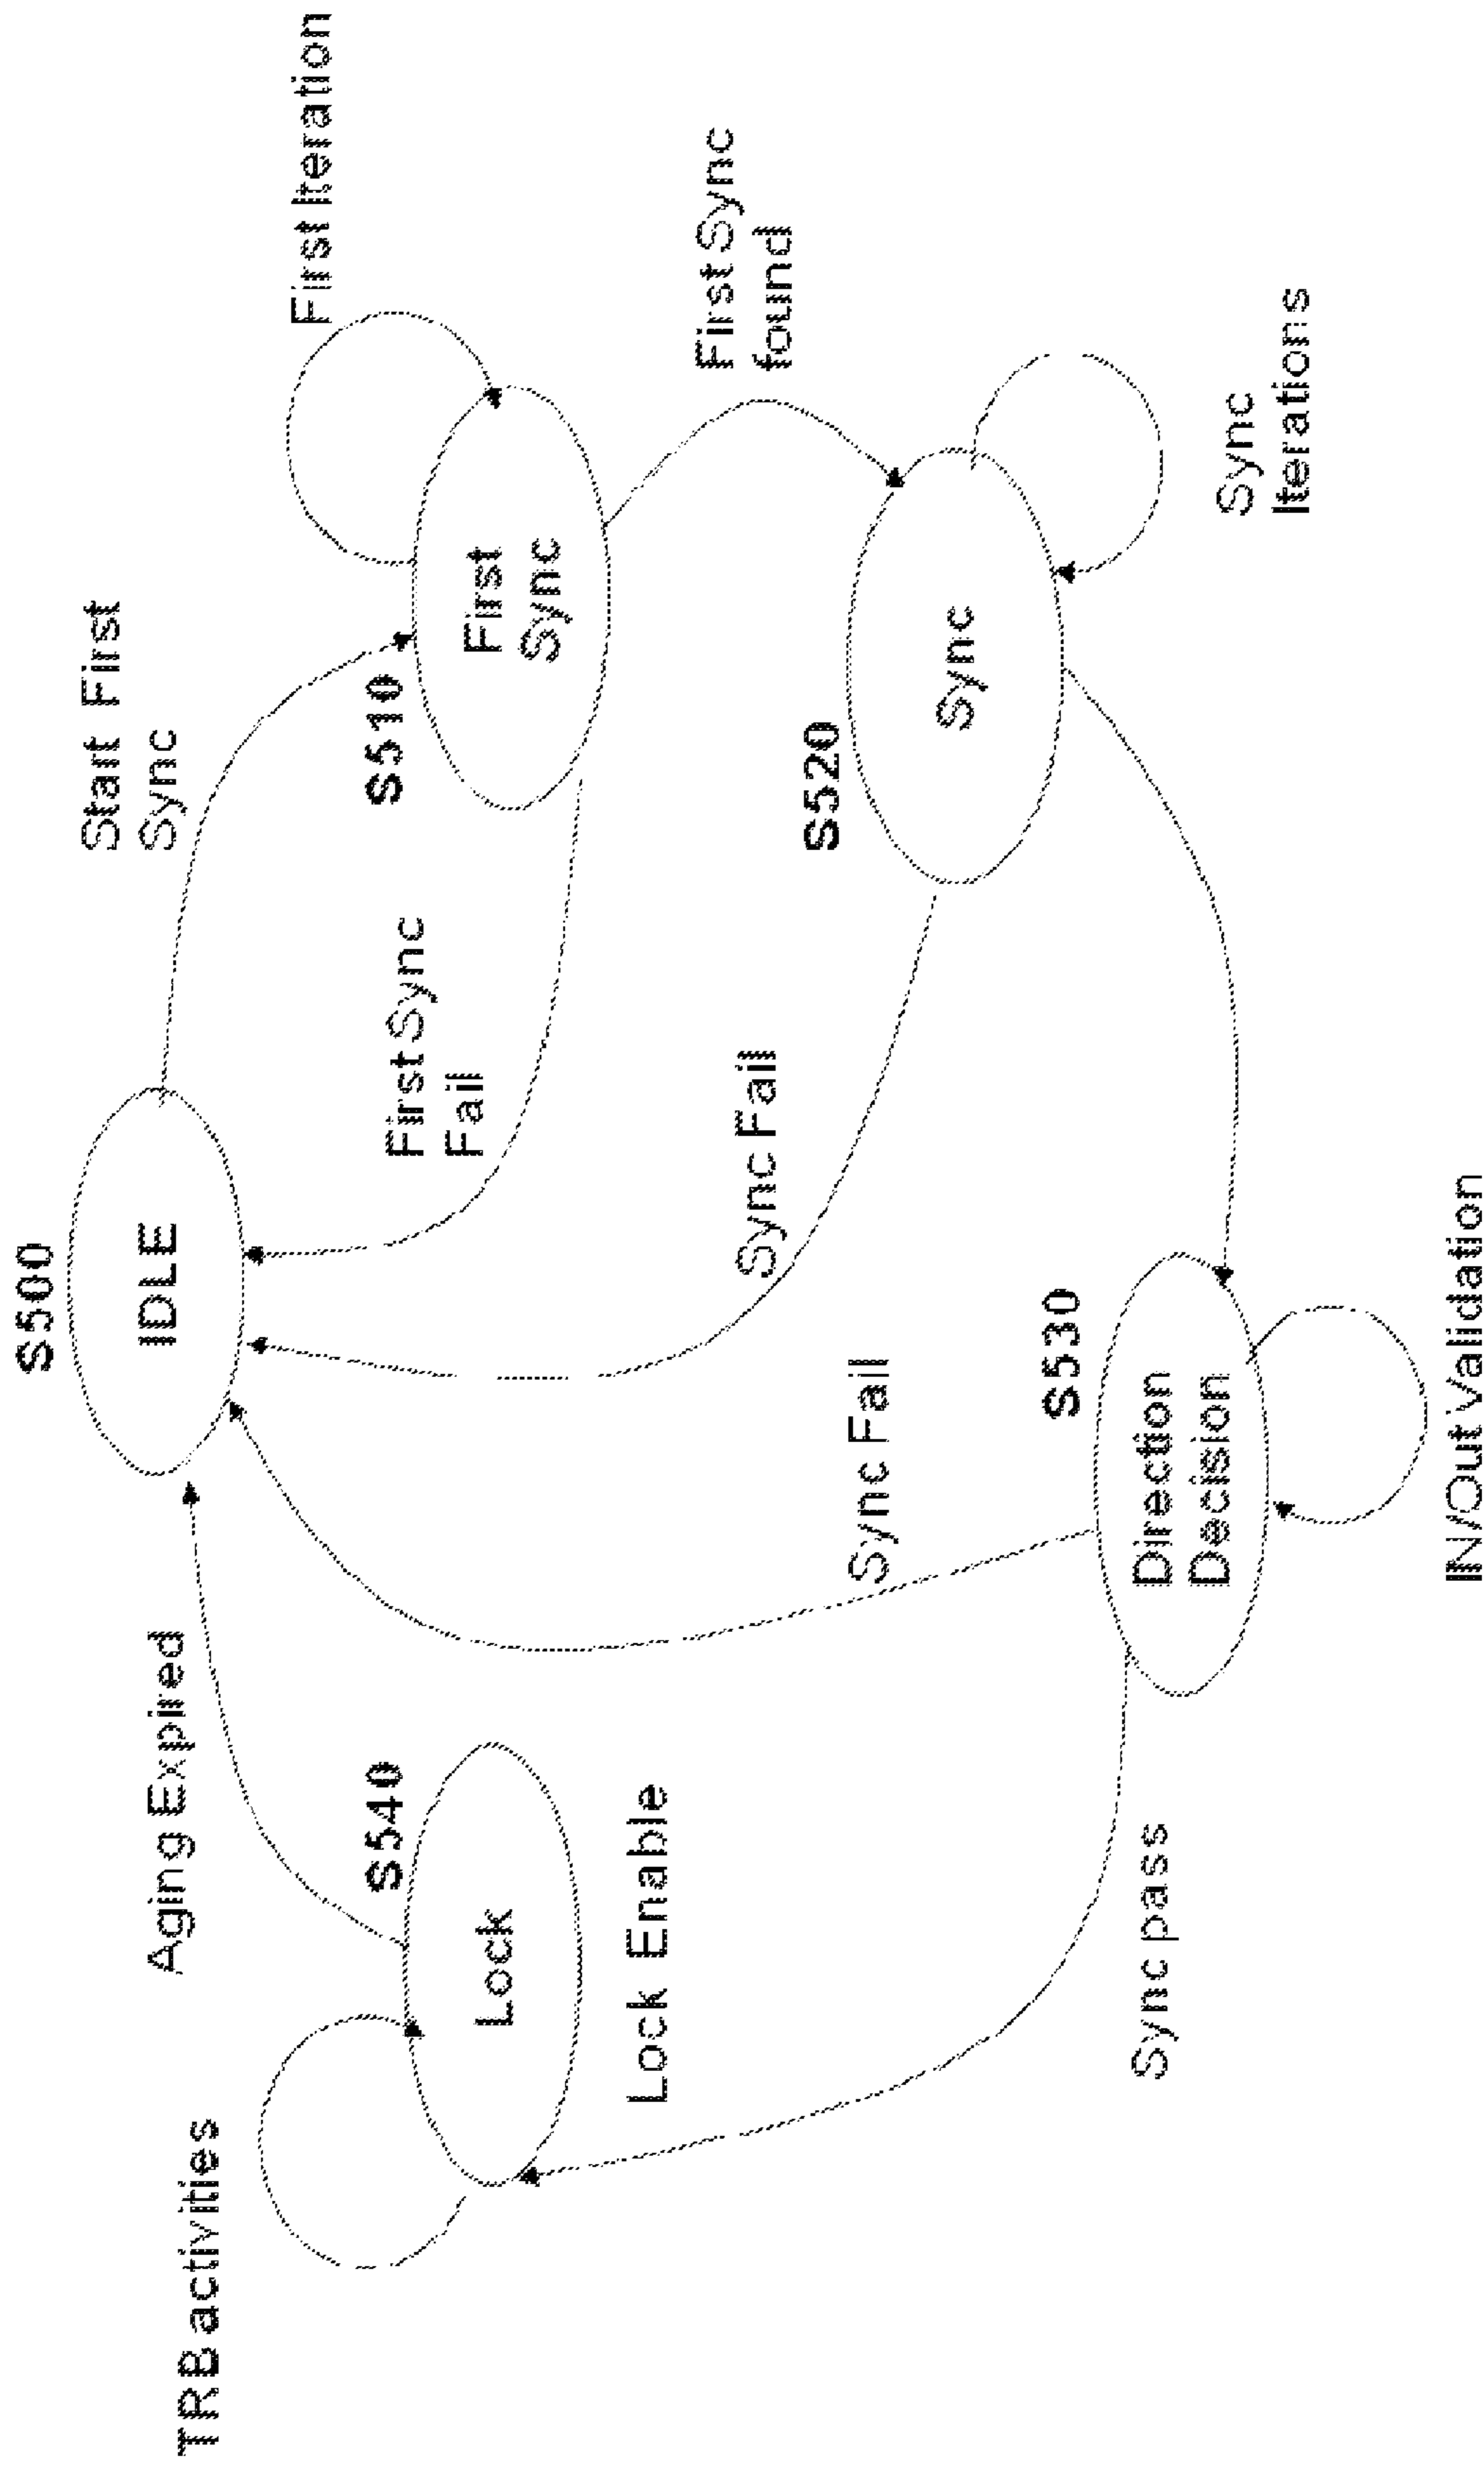 S500
IDLE
Start First
Sync
First Iteration
S510
First
Sync
First Sync
Fail
First Sync
found
S520
Sync
Sync
Iterations
Sync Fail
S530
Direction
Decision
Sync Fail
IN/Out Validation
Sync pass
Aging Expired
S540
Lock
Lock Enable
TRB activities